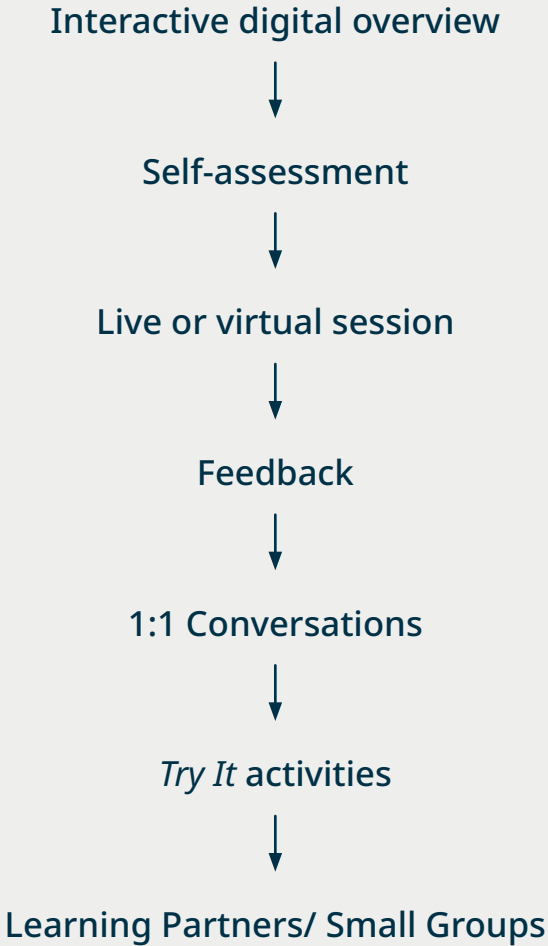 Interactive digital overview
Self-assessment
Live or virtual session
Feedback
1:1 Conversations
Try It activities
Learning Partners/ Small Groups